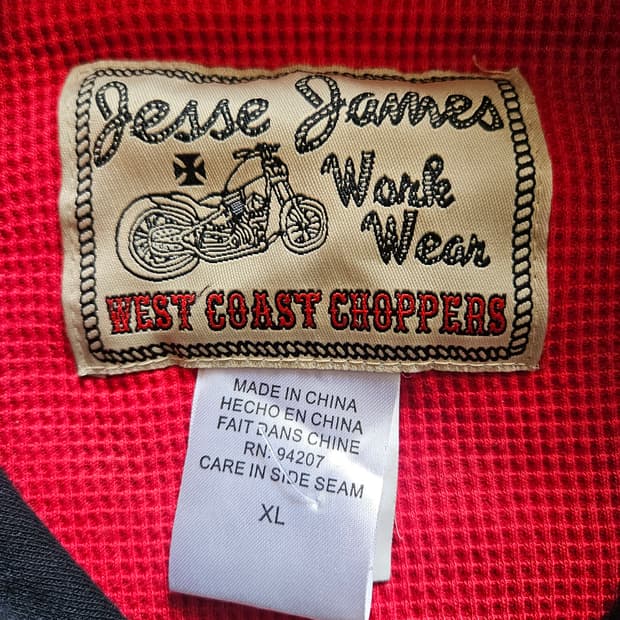 Jesse James
Work
Wear
WEST COAST CHOPPERS
MADE IN CHINA
HECHO EN CHINA
FAIT DANS CHINE
RN: 94207
CARE IN SIDE SEAM
XL